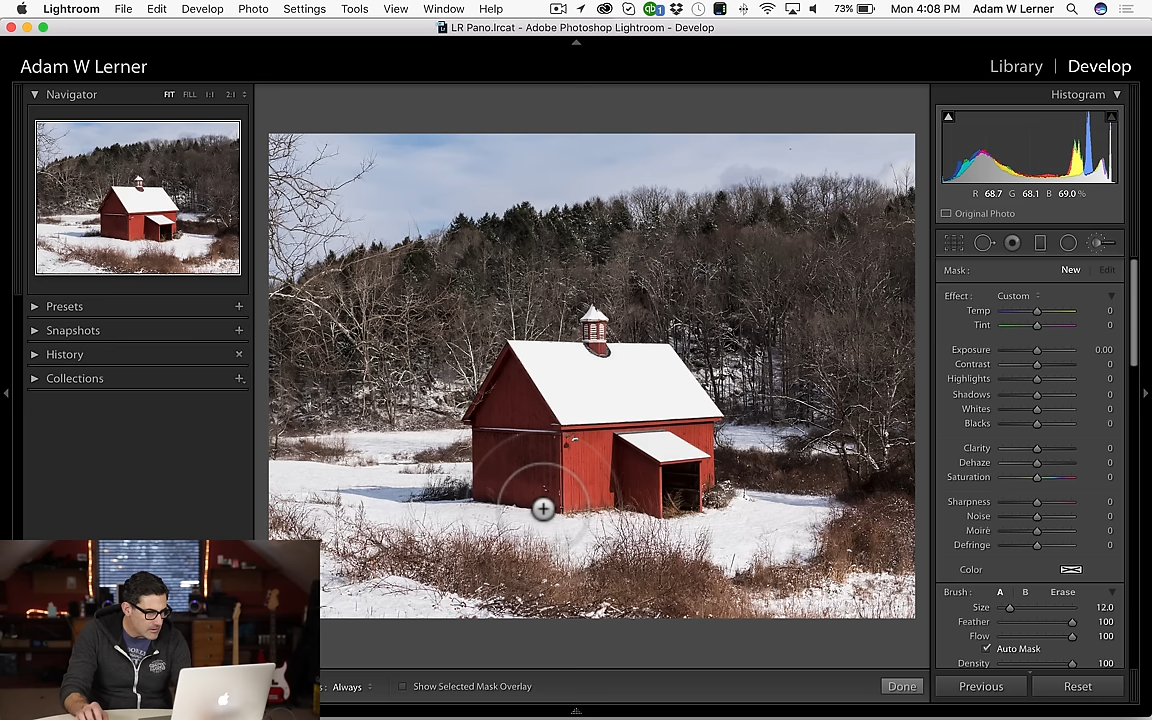 Lightroom File Edit Develop Photo Settings Tools View Window Help 1 73% Mon 4:08 PM Adam W Lerner
LR Pano.lrcat - Adobe Photoshop Lightroom - Develop
Adam W Lerner
Library | Develop
Navigator FIT FILL 1:1 2:1
Histogram
R 68.7 G 68.1 B 69.0 %
Original Photo
Mask : New Edit
Effect : Custom
Temp 0
Tint 0
Exposure 0.00
Contrast 0
Highlights 0
Shadows 0
Whites 0
Blacks 0
Clarity 0
Dehaze 0
Saturation 0
Sharpness 0
Noise 0
Moiré 0
Defringe 0
Color
Brush : A B Erase
Size 12.0
Feather 100
Flow 100
Auto Mask
Density 100
Previous Reset
Presets
Snapshots
History
Collections
s : Always Show Selected Mask Overlay Done